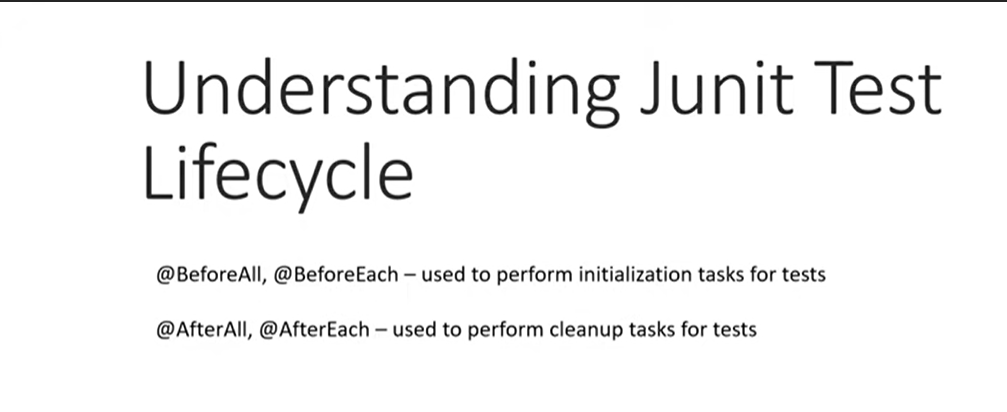 Understanding Junit Test
Lifecycle
@BeforeAll, @BeforeEach – used to perform initialization tasks for tests
@AfterAll, @AfterEach – used to perform cleanup tasks for tests